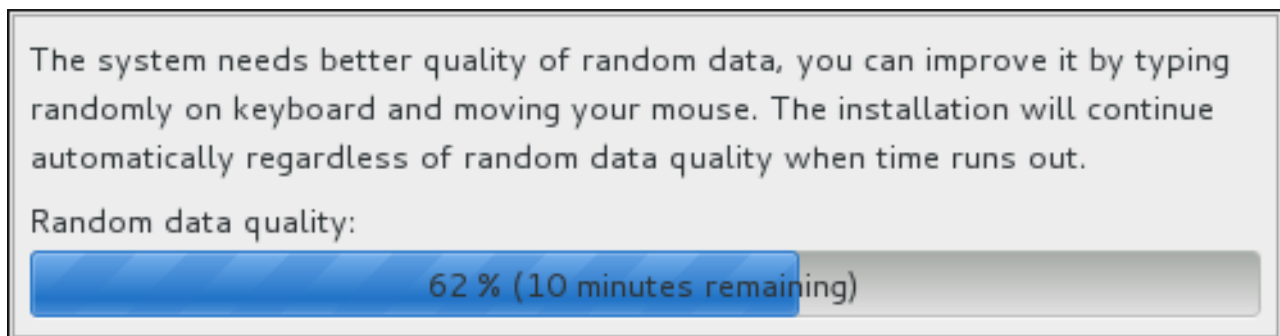 The system needs better quality of random data, you can improve it by typing
randomly on keyboard and moving your mouse. The installation will continue
automatically regardless of random data quality when time runs out.
Random data quality:
62 % (10 minutes remaining)